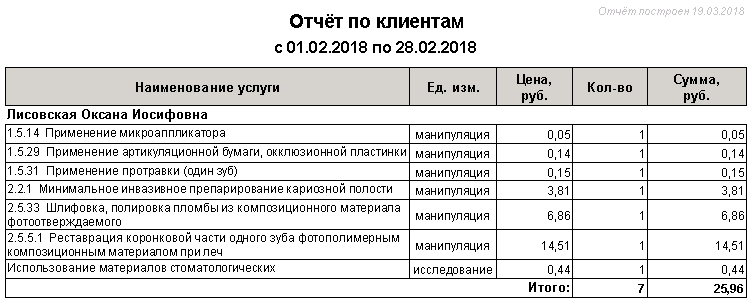 Отчёт построен 19.03.2018
Отчёт по клиентам
с 01.02.2018 по 28.02.2018
Наименование услуги Ед. изм. Цена, руб. Кол-во Сумма, руб.
Лисовская Оксана Иосифовна
1.5.14 Применение микроаппликатора манипуляция 0,05 1 0,05
1.5.29 Применение артикуляционной бумаги, окклюзионной пластинки манипуляция 0,14 1 0,14
1.5.31 Применение протравки (один зуб) манипуляция 0,15 1 0,15
2.2.1 Минимальное инвазивное препарирование кариозной полости манипуляция 3,81 1 3,81
2.5.33 Шлифовка, полировка пломбы из композиционного материала
фотоотверждаемого манипуляция 6,86 1 6,86
2.5.5.1 Реставрация коронковой части одного зуба фотополимерным
композиционным материалом при леч манипуляция 14,51 1 14,51
Использование материалов стоматологических исследование 0,44 1 0,44
Итого: 7 25,96